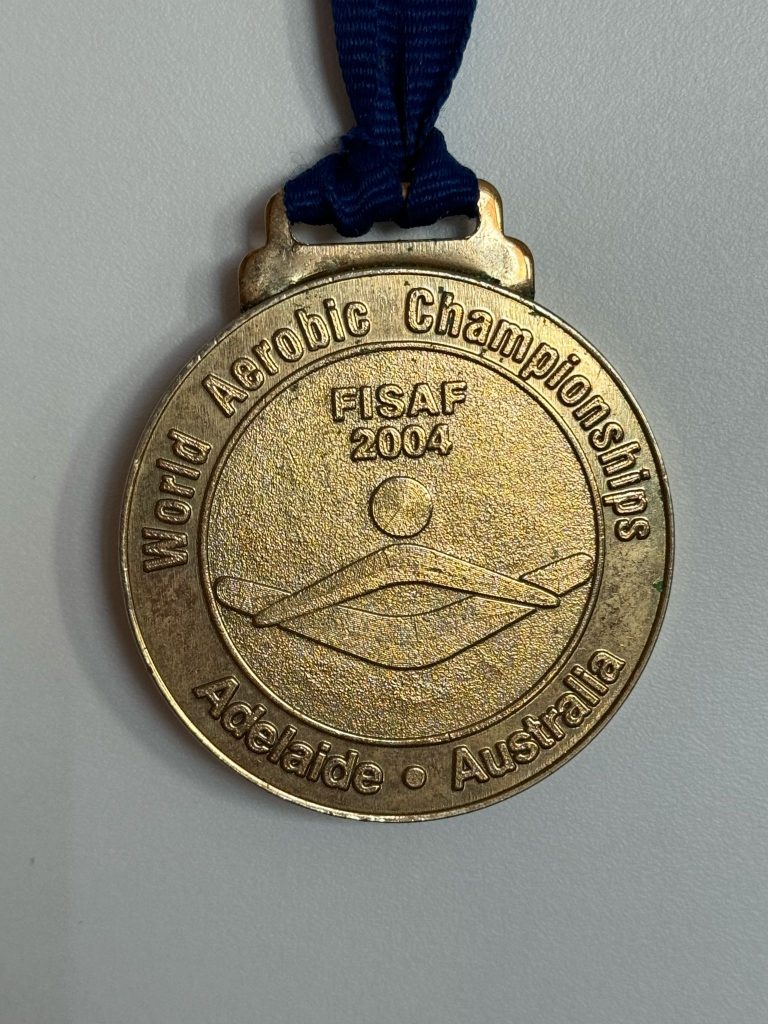 World Aerobic Championships
FISAF
2004
Adelaide • Australia